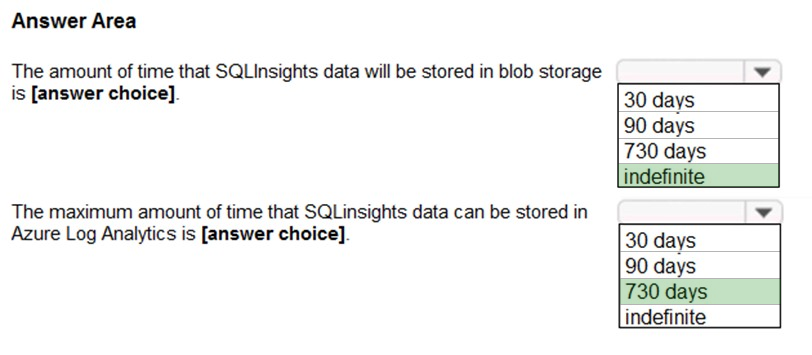 Answer Area
The amount of time that SQLInsights data will be stored in blob storage
is [answer choice].
30 days
90 days
730 days
indefinite
The maximum amount of time that SQLinsights data can be stored in
Azure Log Analytics is [answer choice].
30 days
90 days
730 days
indefinite